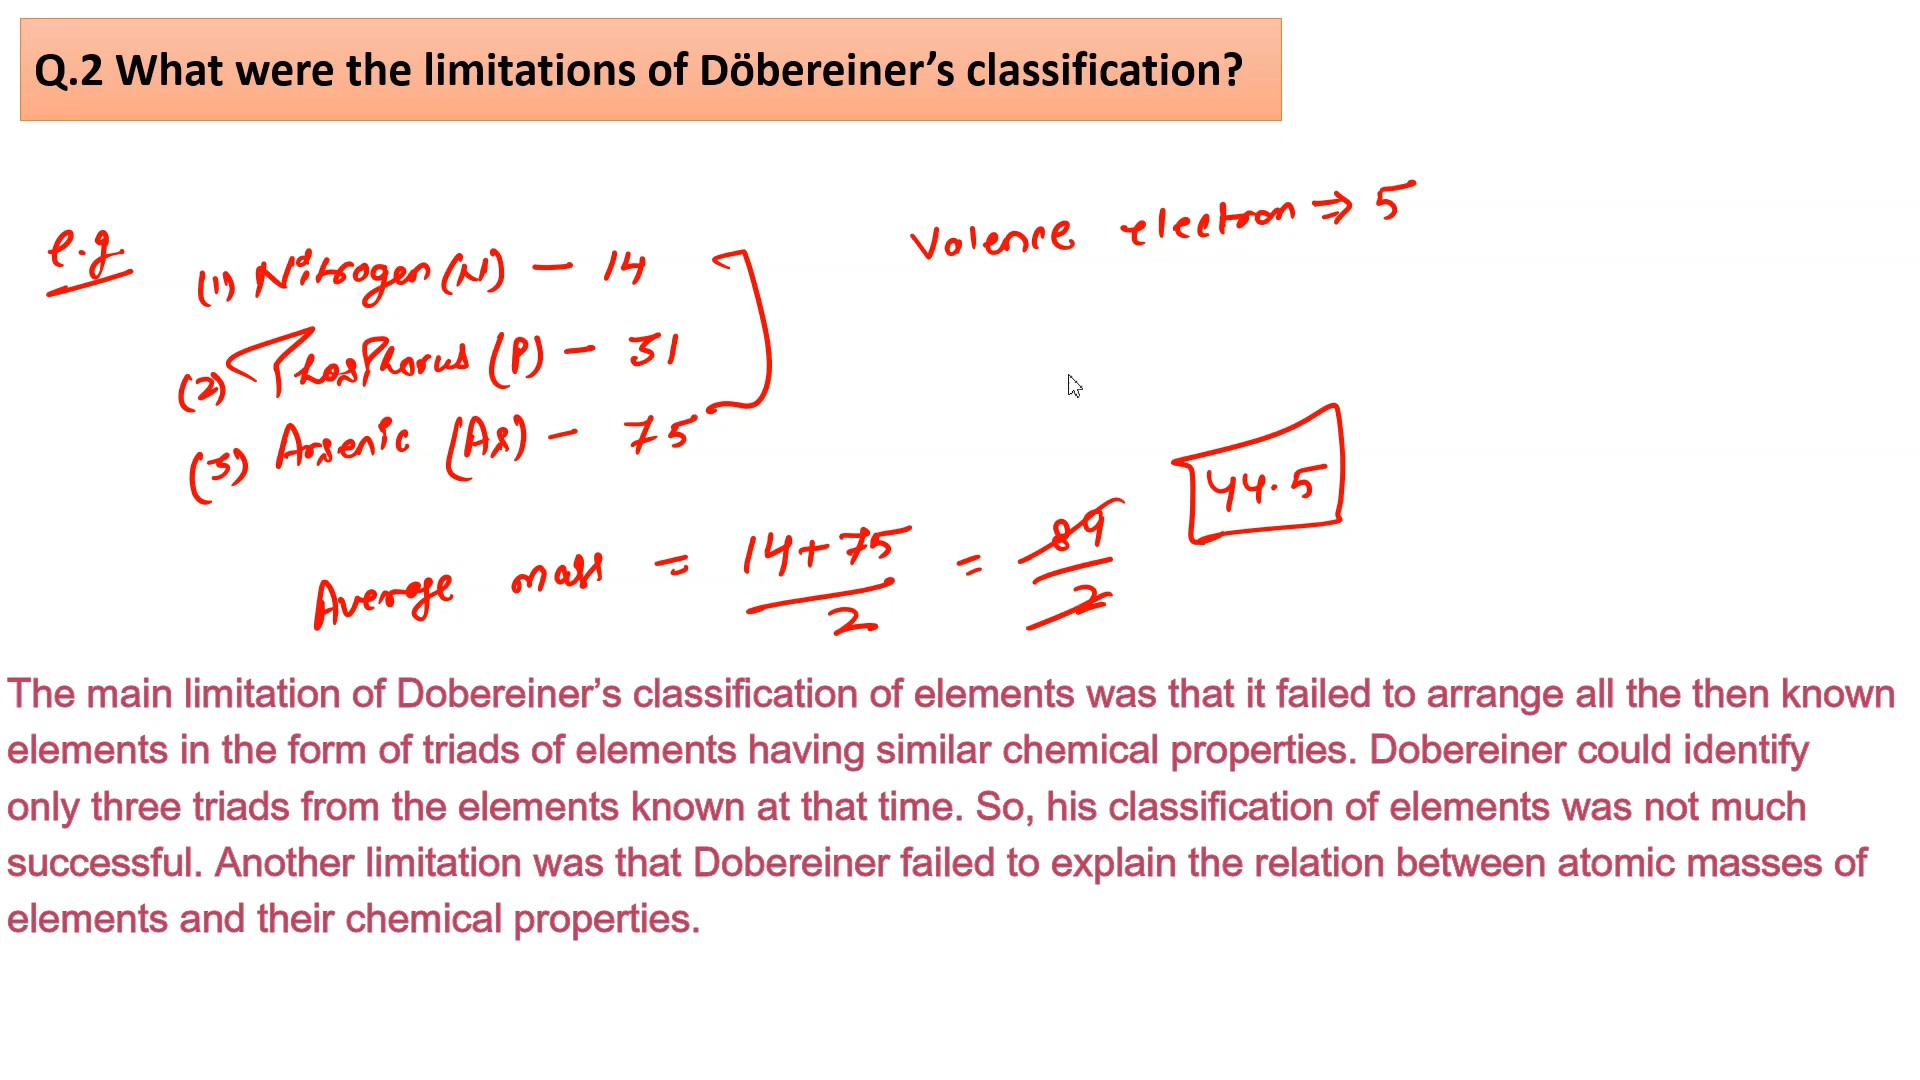 Q.2 What were the limitations of Döbereiner’s classification?
e.g
Valence electron ⇒ 5
(1) Nitrogen (N) — 14
(2) Phosphorus (P) — 31
(3) Arsenic (As) — 75
44.5
Average mass = 14+75 / 2 = 89 / 2
The main limitation of Dobereiner’s classification of elements was that it failed to arrange all the then known
elements in the form of triads of elements having similar chemical properties. Dobereiner could identify
only three triads from the elements known at that time. So, his classification of elements was not much
successful. Another limitation was that Dobereiner failed to explain the relation between atomic masses of
elements and their chemical properties.